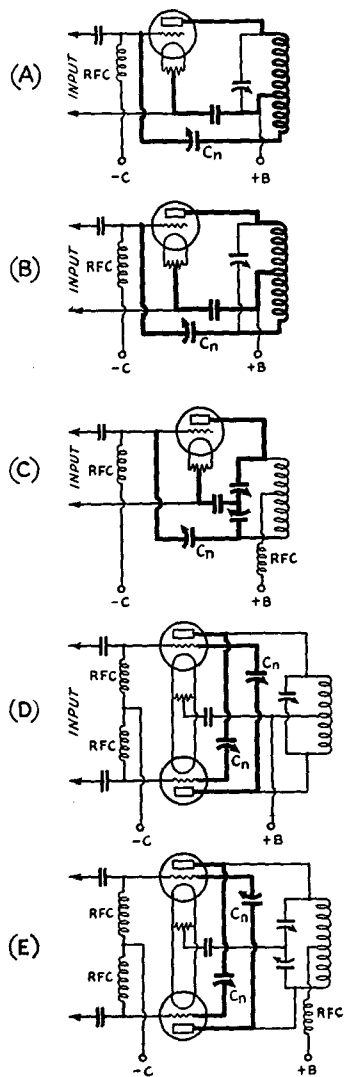 (A)
INPUT
RFC
Cn
-C
+B
(B)
INPUT
RFC
Cn
-C
+B
(C)
INPUT
RFC
Cn
RFC
-C
+B
(D)
INPUT
RFC
RFC
Cn
Cn
-C
+B
(E)
RFC
RFC
Cn
Cn
RFC
-C
+B